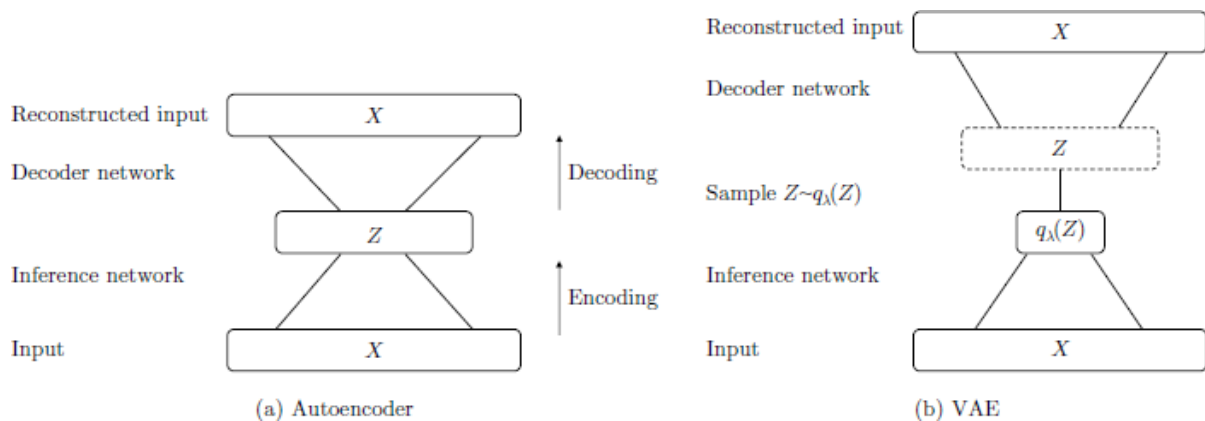 Reconstructed input
X
Decoder network
Decoding
Z
Inference network
Encoding
Input
X
(a) Autoencoder
Reconstructed input
X
Decoder network
Z
Sample Z~qλ(Z)
qλ(Z)
Inference network
Input
X
(b) VAE